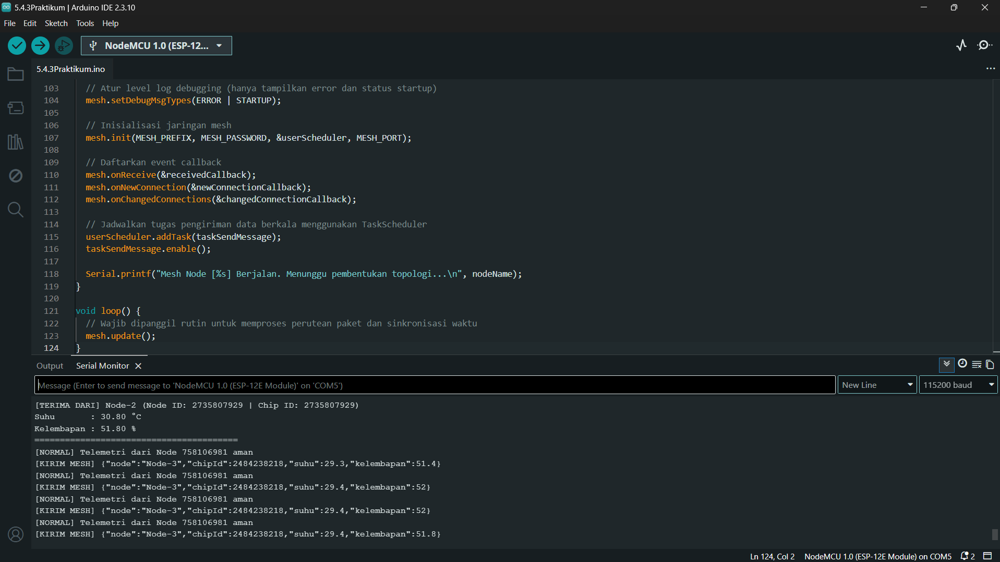 5.4.3Praktikum | Arduino IDE 2.3.10
File Edit Sketch Tools Help
NodeMCU 1.0 (ESP-12...
5.4.3Praktikum.ino
103 // Atur level log debugging (hanya tampilkan error dan status startup)
104 mesh.setDebugMsgTypes(ERROR | STARTUP);
105
106 // Inisialisasi jaringan mesh
107 mesh.init(MESH_PREFIX, MESH_PASSWORD, &userScheduler, MESH_PORT);
108
109 // Daftarkan event callback
110 mesh.onReceive(&receivedCallback);
111 mesh.onNewConnection(&newConnectionCallback);
112 mesh.onChangedConnections(&changedConnectionCallback);
113
114 // Jadwalkan tugas pengiriman data berkala menggunakan TaskScheduler
115 userScheduler.addTask(taskSendMessage);
116 taskSendMessage.enable();
117
118 Serial.printf("Mesh Node [%s] Berjalan. Menunggu pembentukan topologi...\n", nodeName);
119 }
120
121 void loop() {
122 // Wajib dipanggil rutin untuk memproses perutean paket dan sinkronisasi waktu
123 mesh.update();
124 }
Output Serial Monitor
Message (Enter to send message to 'NodeMCU 1.0 (ESP-12E Module)' on 'COM5') New Line 115200 baud
[TERIMA DARI] Node-2 (Node ID: 2735807929 | Chip ID: 2735807929)
Suhu : 30.80 °C
Kelembapan : 51.80 %
========================================
[NORMAL] Telemetri dari Node 758106981 aman
[KIRIM MESH] {"node":"Node-3","chipId":2484238218,"suhu":29.3,"kelembapan":51.4}
[NORMAL] Telemetri dari Node 758106981 aman
[KIRIM MESH] {"node":"Node-3","chipId":2484238218,"suhu":29.4,"kelembapan":52}
[NORMAL] Telemetri dari Node 758106981 aman
[KIRIM MESH] {"node":"Node-3","chipId":2484238218,"suhu":29.4,"kelembapan":52}
[NORMAL] Telemetri dari Node 758106981 aman
[KIRIM MESH] {"node":"Node-3","chipId":2484238218,"suhu":29.4,"kelembapan":51.8}
Ln 124, Col 2 NodeMCU 1.0 (ESP-12E Module) on COM5 2